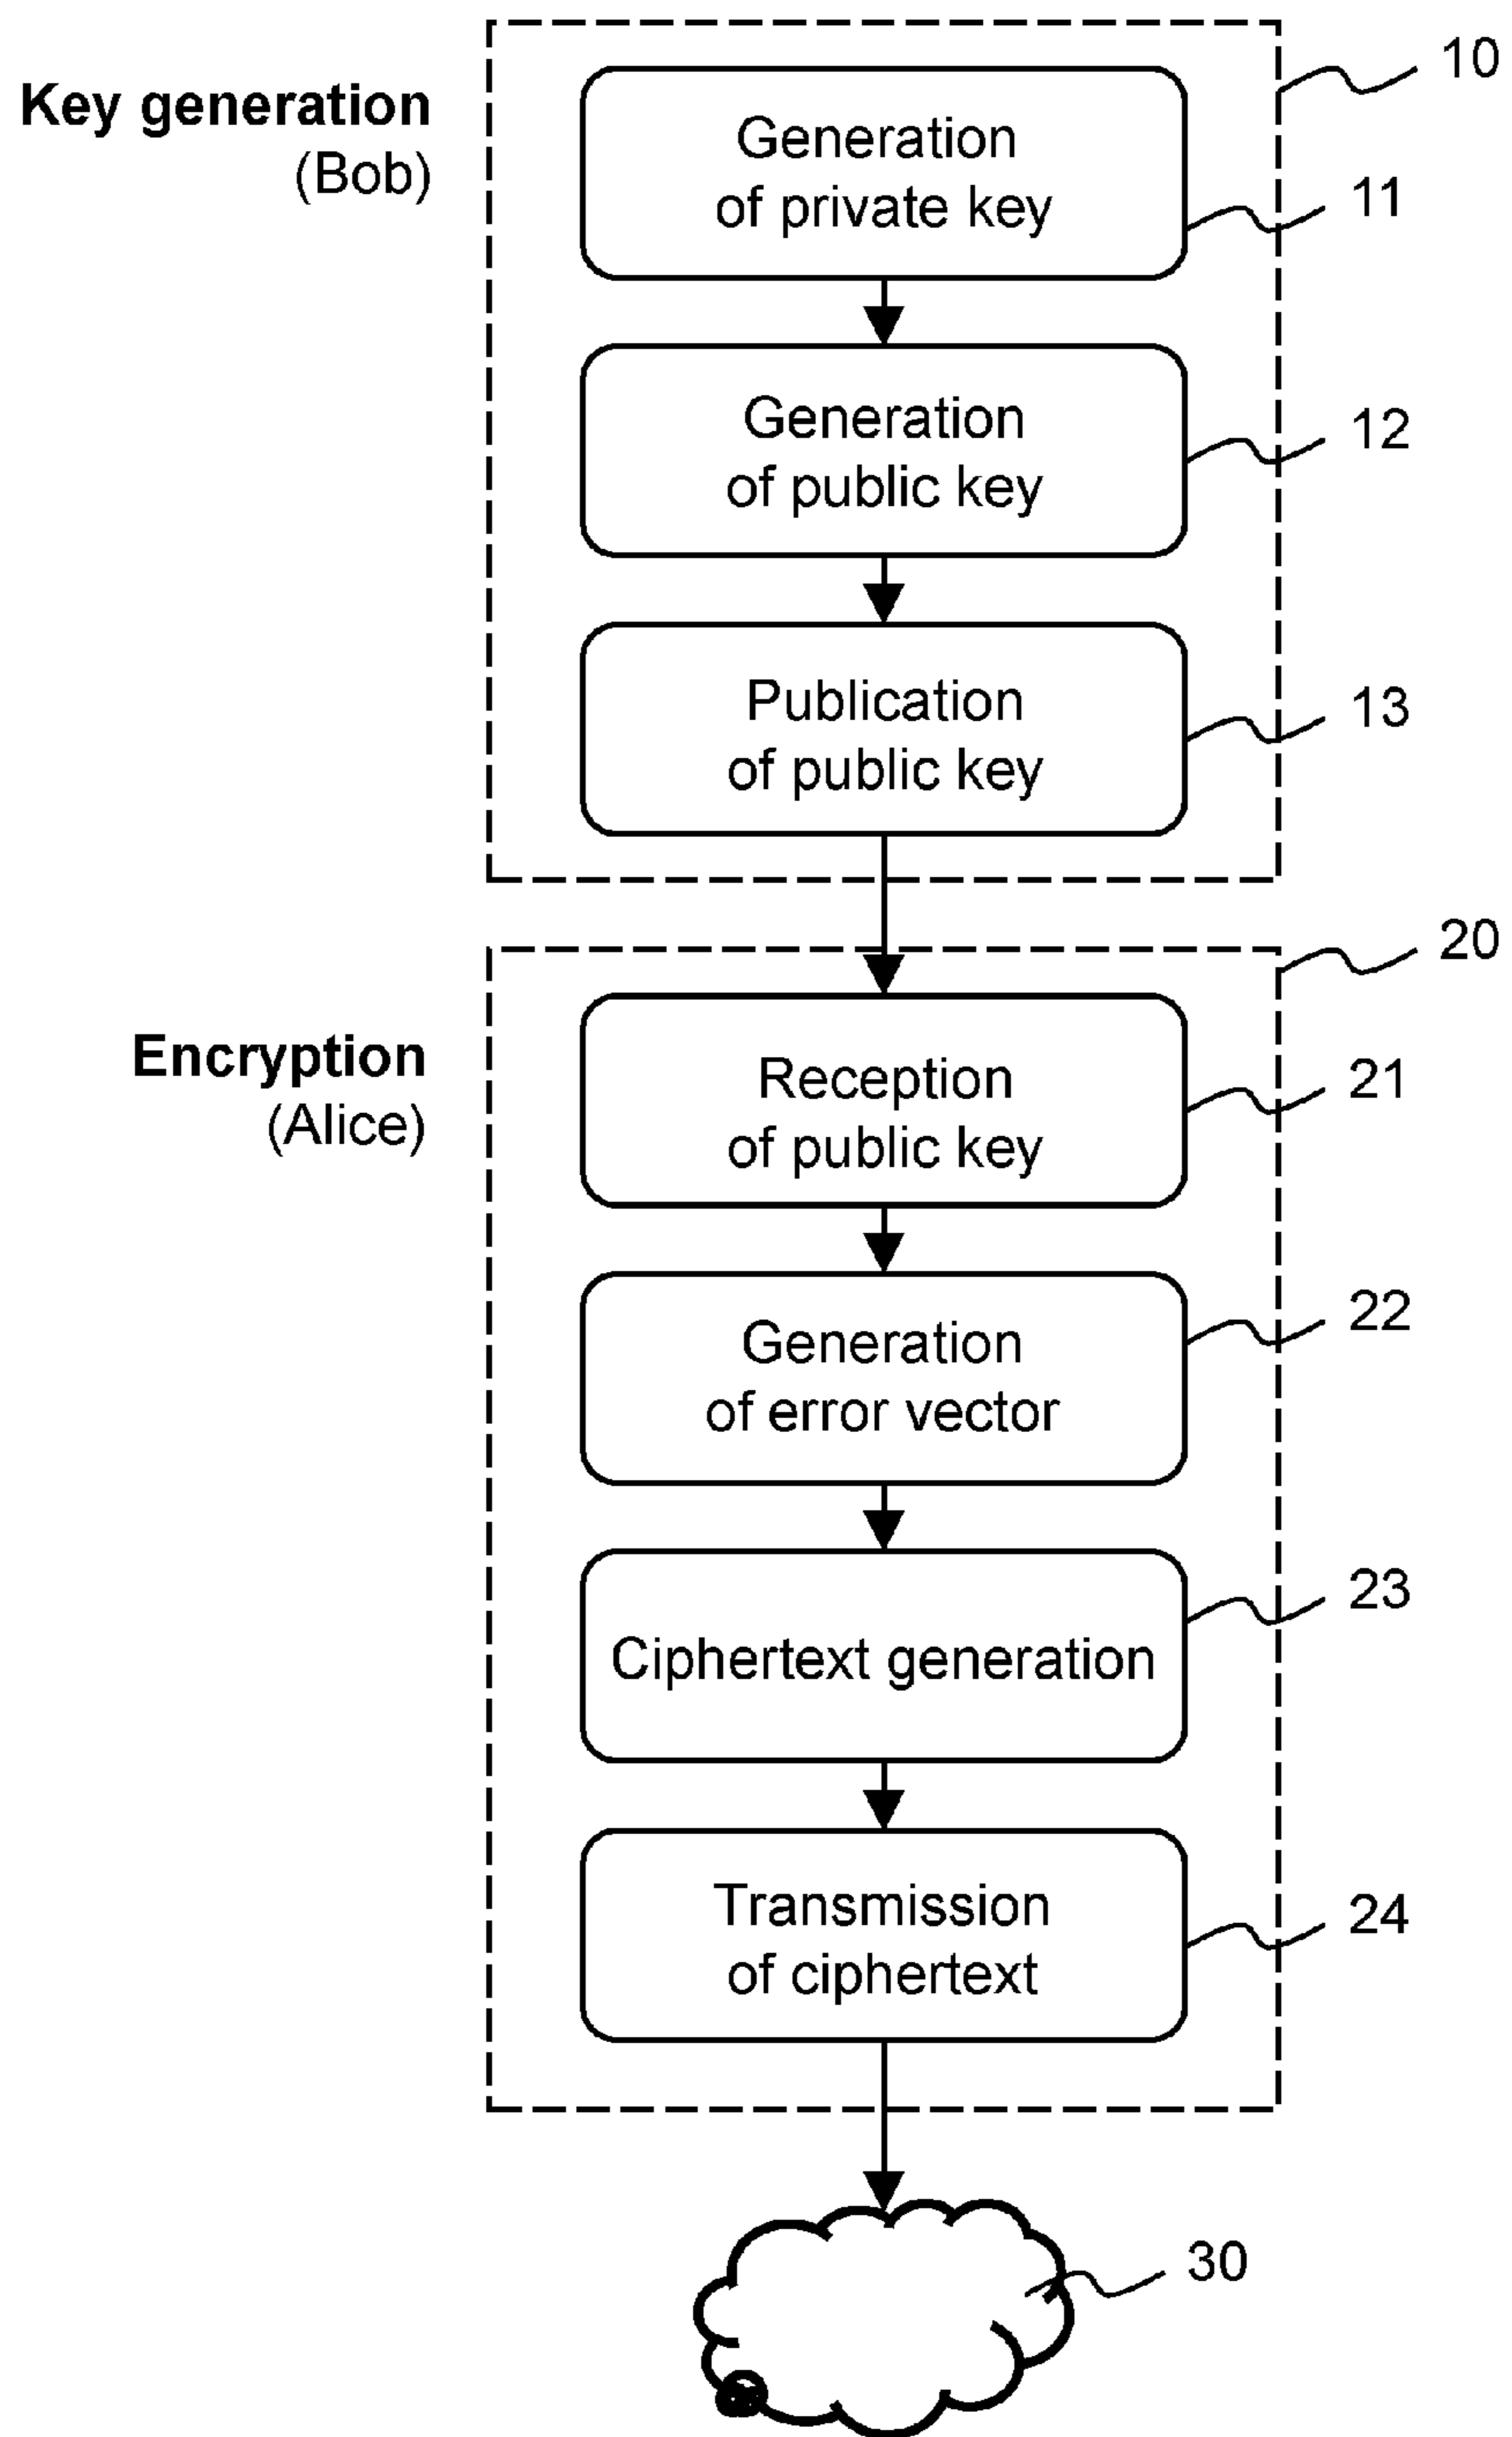 Key generation
(Bob)
10
Generation
of private key
11
Generation
of public key
12
Publication
of public key
13
20
Encryption
(Alice)
Reception
of public key
21
Generation
of error vector
22
Ciphertext generation
23
Transmission
of ciphertext
24
30